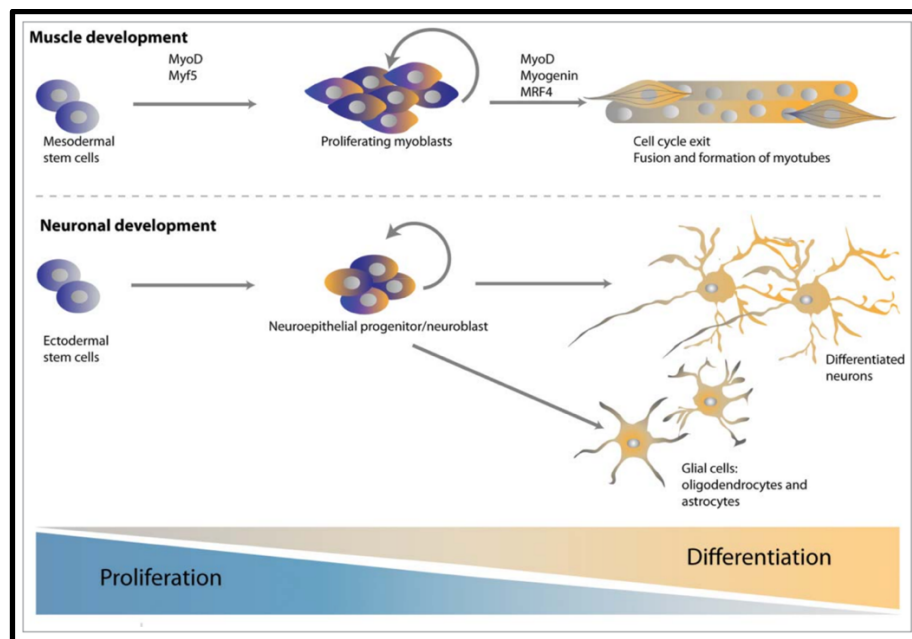 Muscle development
MyoD
Myf5
MyoD
Myogenin
MRF4
Mesodermal
stem cells
Proliferating myoblasts
Cell cycle exit
Fusion and formation of myotubes
Neuronal development
Ectodermal
stem cells
Neuroepithelial progenitor/neuroblast
Differentiated
neurons
Glial cells:
oligodendrocytes and
astrocytes
Differentiation
Proliferation